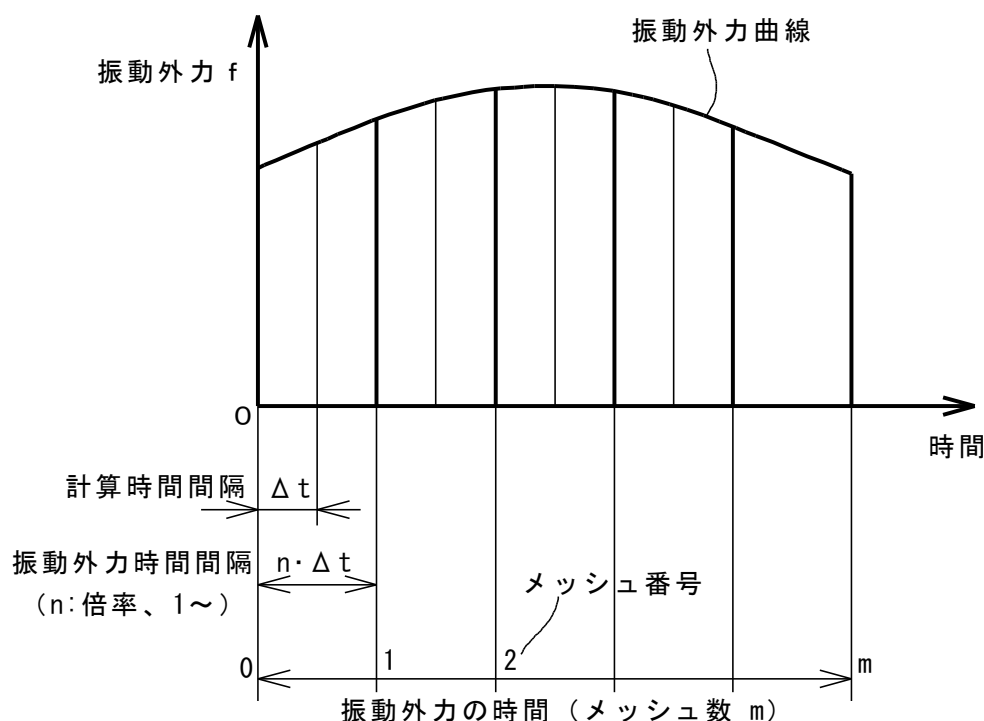 振動外力曲線
振動外力 f
O
時間
計算時間間隔 Δt
振動外力時間間隔 n·Δt
(n:倍率、1～)
メッシュ番号
0 1 2 m
振動外力の時間(メッシュ数 m)